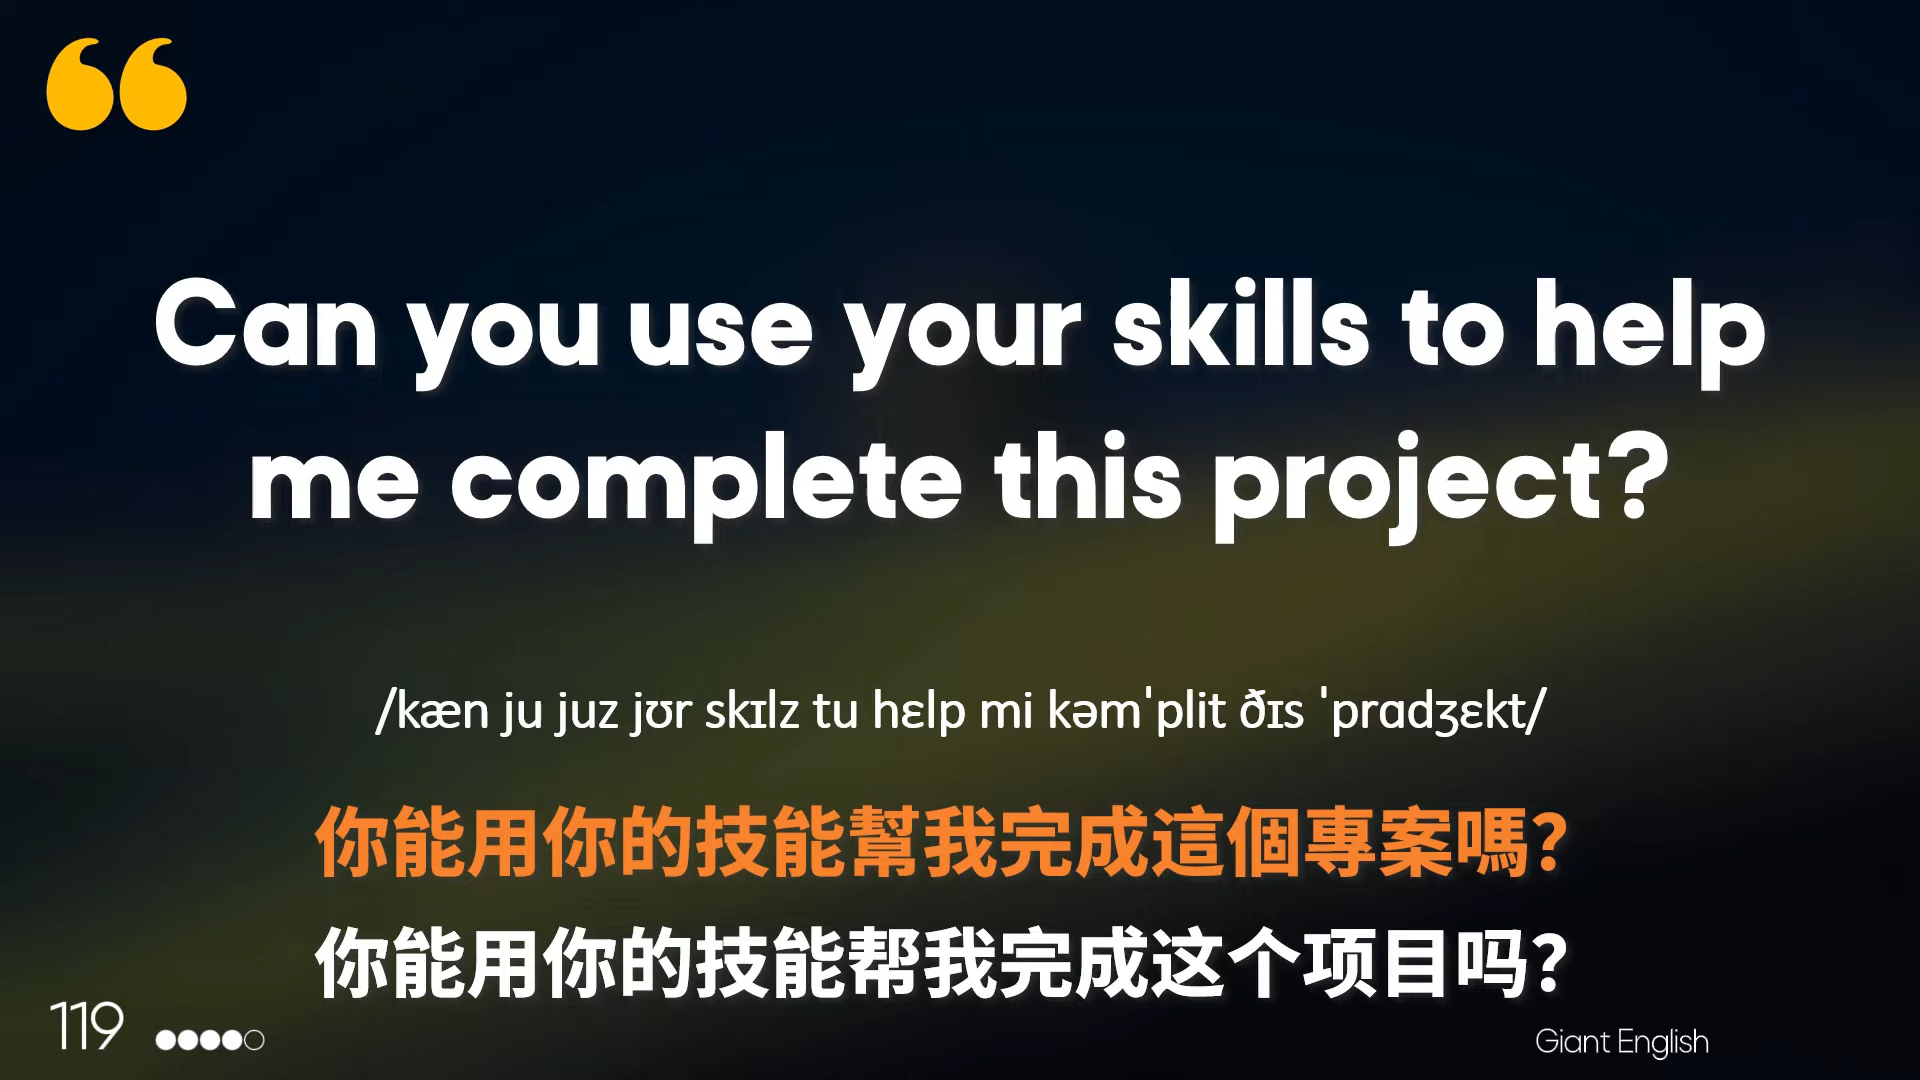 Can you use your skills to help
me complete this project?
/kæn ju juz jʊr skɪlz tu hɛlp mi kəmˈplit ðɪs ˈprɑdʒɛkt/
你能用你的技能幫我完成這個專案嗎?
你能用你的技能帮我完成这个项目吗?
119
Giant English